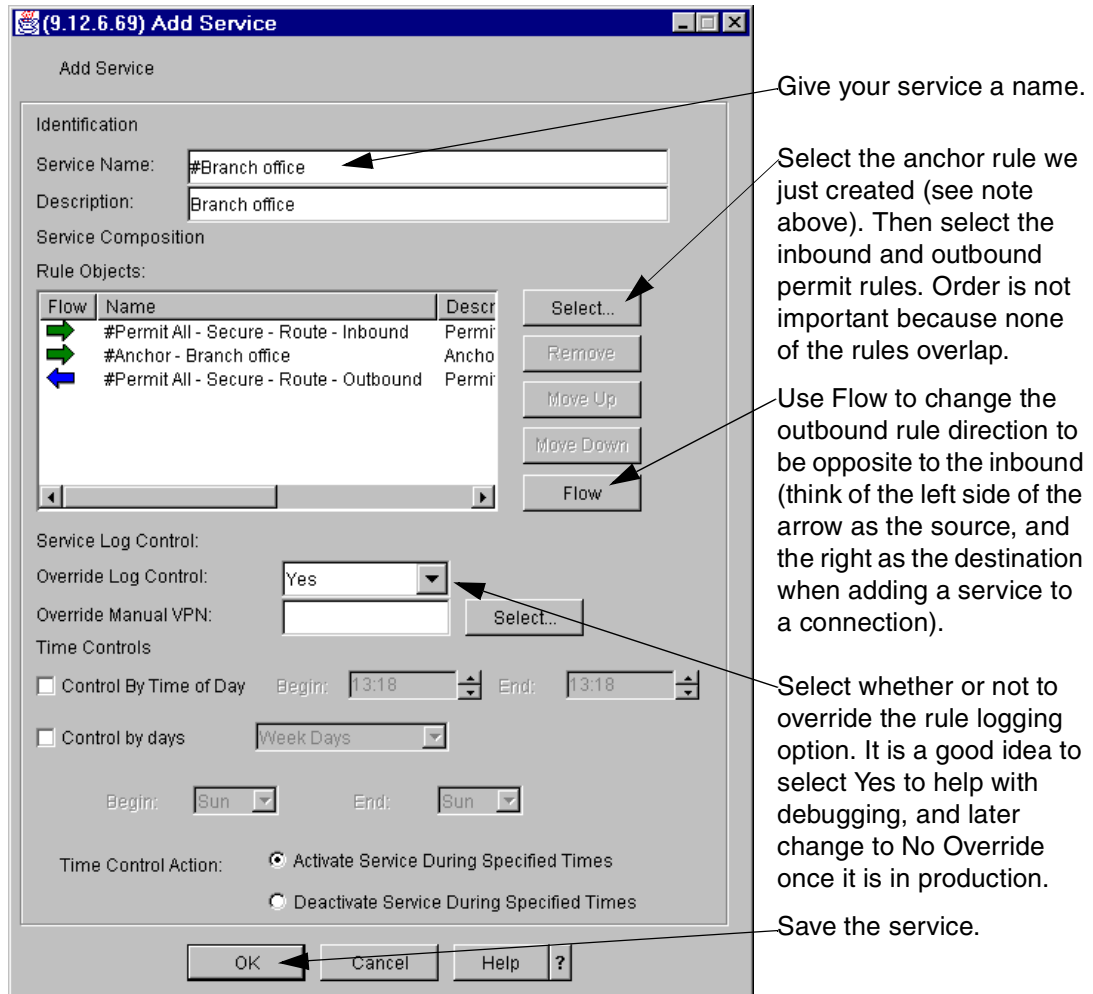 (9.12.6.69) Add Service
Add Service
Identification
Service Name: #Branch office
Description: Branch office
Service Composition
Rule Objects:
Flow Name Descr
#Permit All - Secure - Route - Inbound Permi
#Anchor - Branch office Ancho
#Permit All - Secure - Route - Outbound Permi
Select...
Remove
Move Up
Move Down
Flow
Service Log Control:
Override Log Control: Yes
Override Manual VPN: Select...
Time Controls
Control By Time of Day Begin: 13:18 End: 13:18
Control by days Week Days
Begin: Sun End: Sun
Time Control Action: Activate Service During Specified Times
Deactivate Service During Specified Times
OK Cancel Help ?
Give your service a name.
Select the anchor rule we
just created (see note
above). Then select the
inbound and outbound
permit rules. Order is not
important because none
of the rules overlap.
Use Flow to change the
outbound rule direction to
be opposite to the inbound
(think of the left side of the
arrow as the source, and
the right as the destination
when adding a service to
a connection).
Select whether or not to
override the rule logging
option. It is a good idea to
select Yes to help with
debugging, and later
change to No Override
once it is in production.
Save the service.